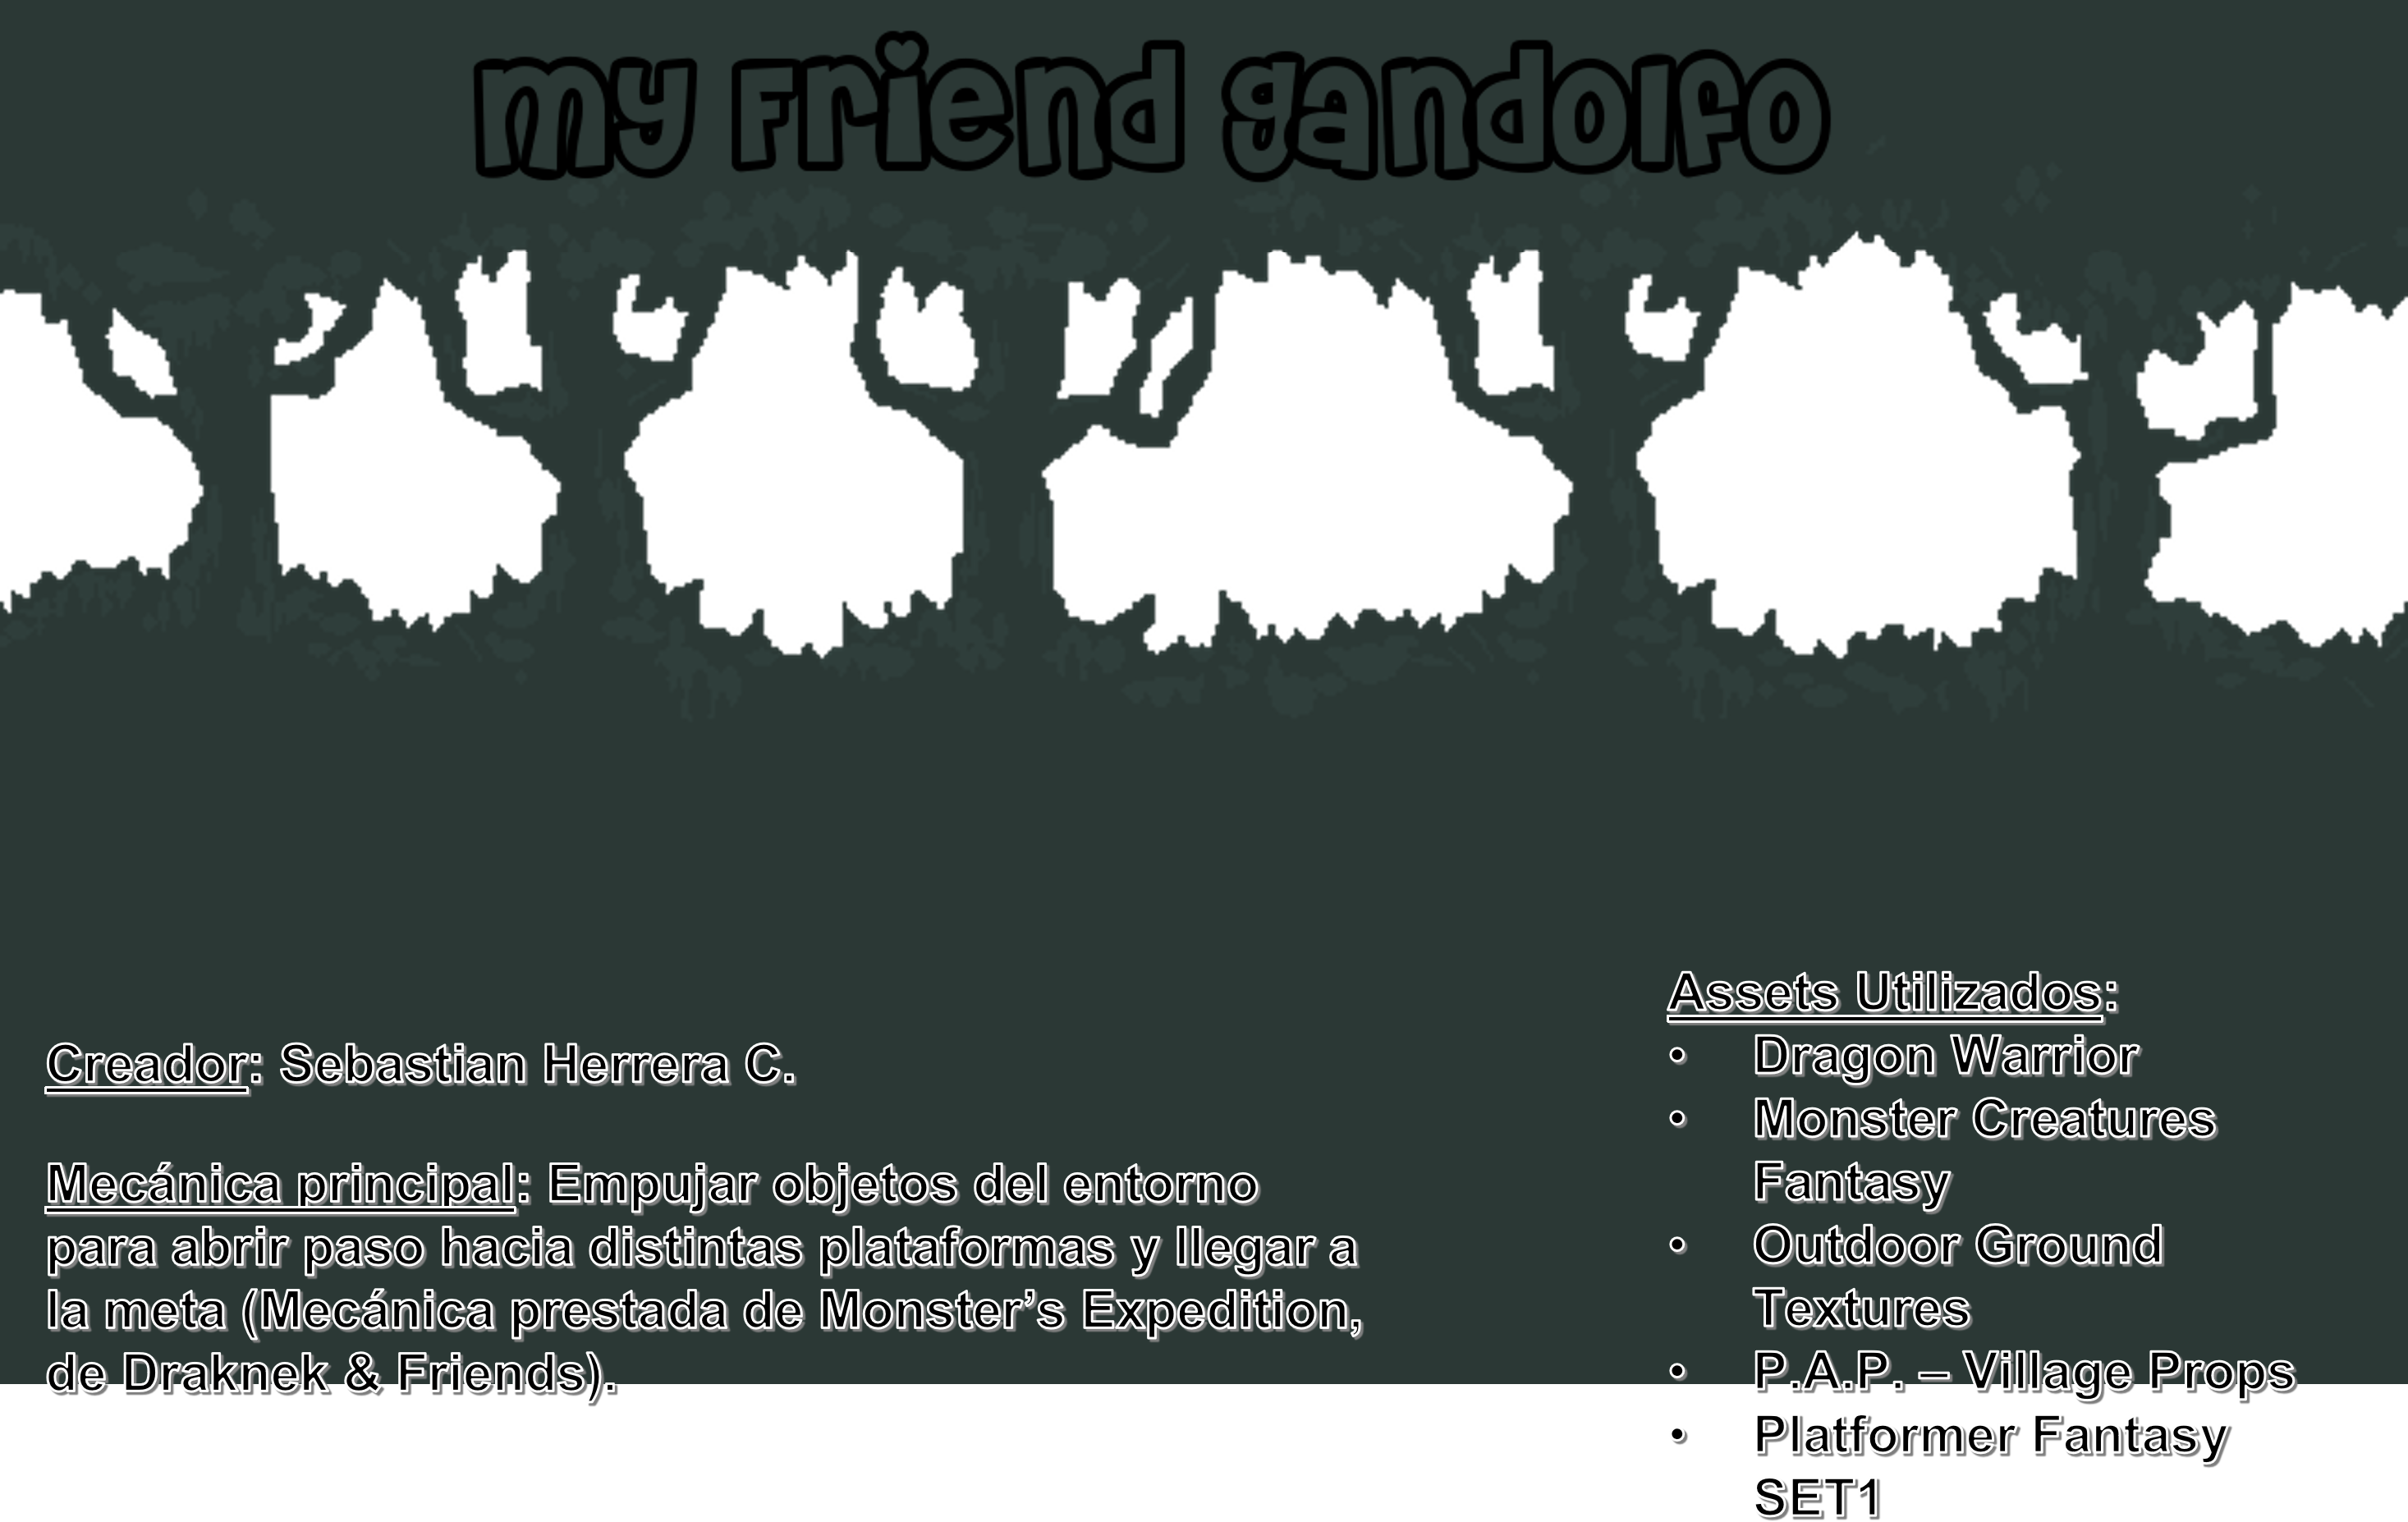 my Friend gandolfo
Creador: Sebastian Herrera C.
Mecánica principal: Empujar objetos del entorno
para abrir paso hacia distintas plataformas y llegar a
la meta (Mecánica prestada de Monster’s Expedition,
de Draknek & Friends).
Assets Utilizados:
• Dragon Warrior
• Monster Creatures
Fantasy
• Outdoor Ground
Textures
• P.A.P. – Village Props
• Platformer Fantasy
SET1